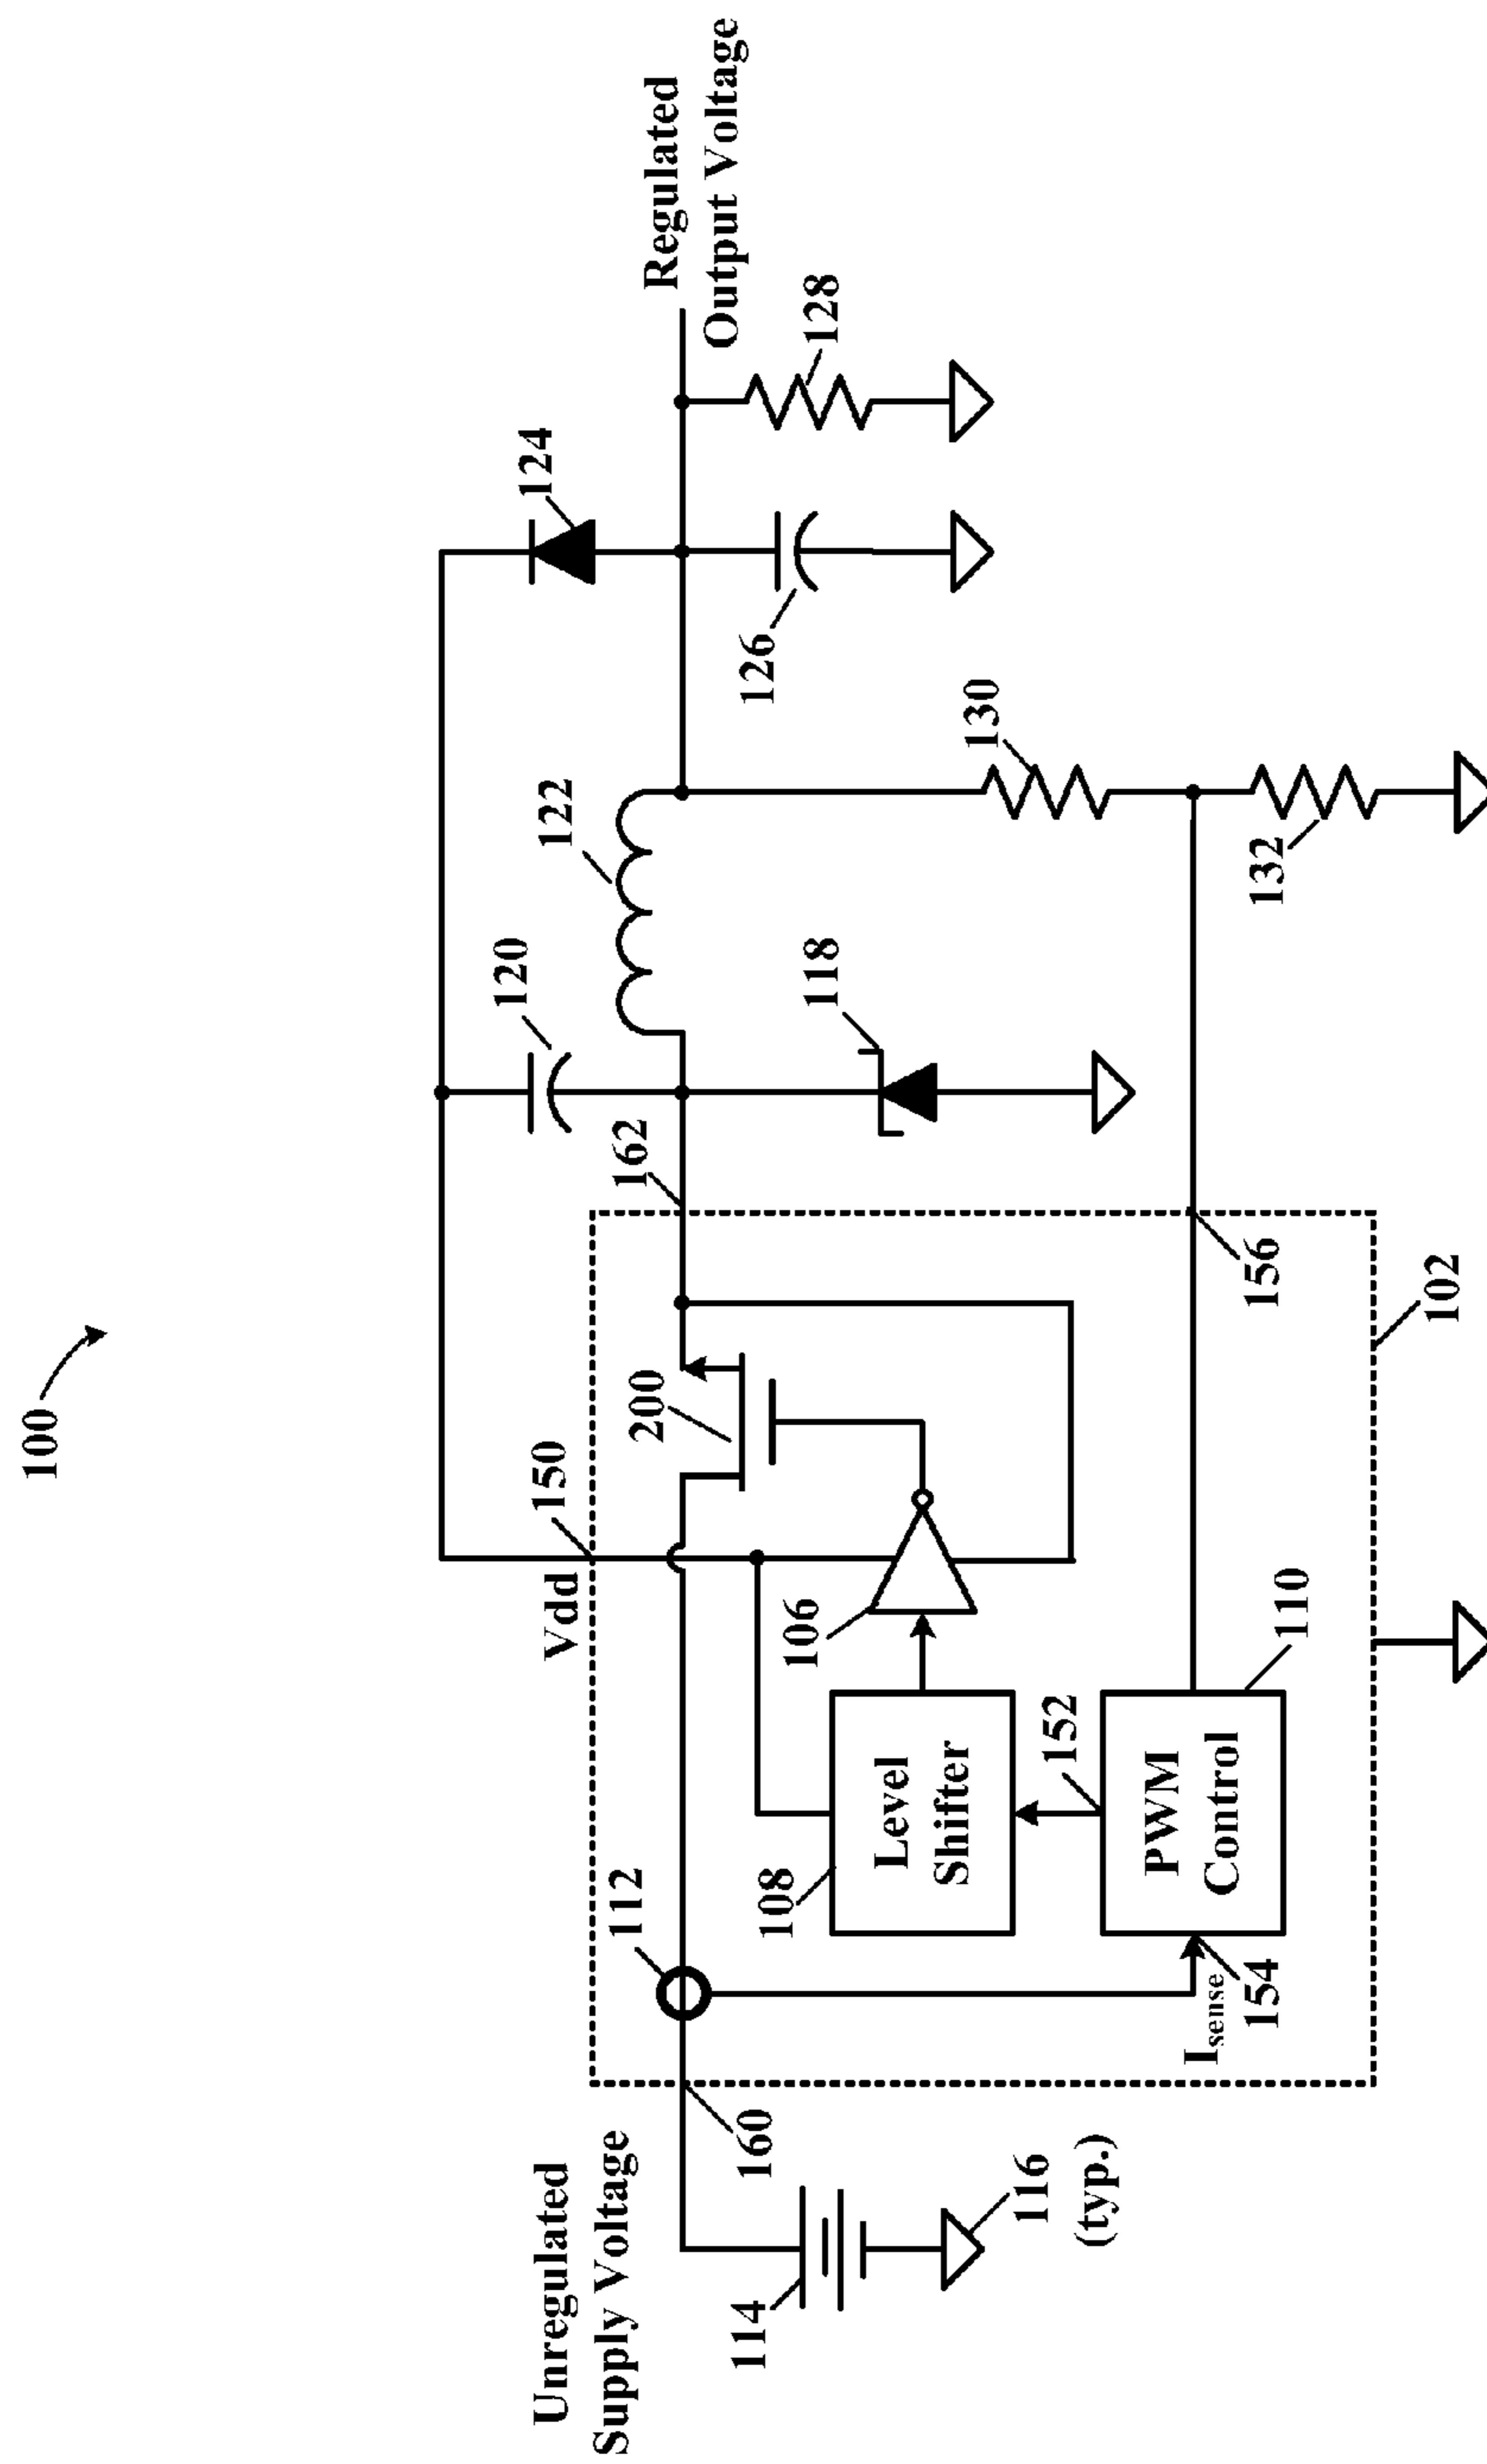 100
Unregulated
Supply Voltage
114
116
(typ.)
160
112
Vdd
150
200
162
120
122
124
Regulated
Output Voltage
128
126
118
130
132
106
108
Level
Shifter
152
PWM
Control
110
I_sense
154
156
102